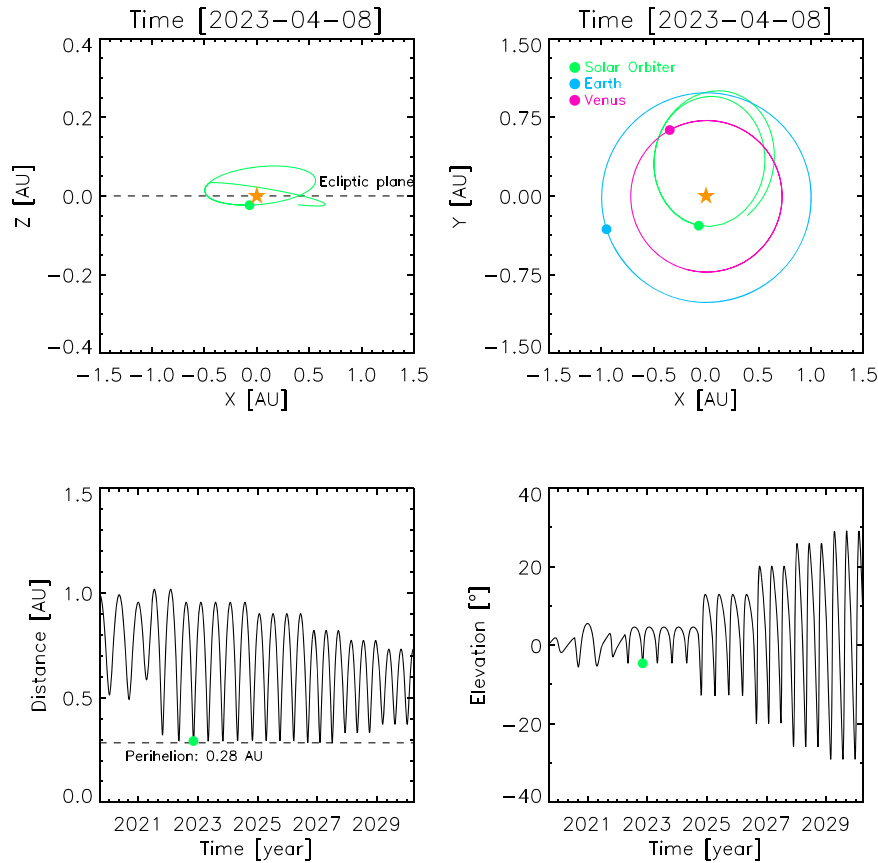 Time [2023-04-08]
0.4
0.2
0.0
-0.2
-0.4
Z [AU]
Ecliptic plane
-1.5 -1.0 -0.5 0.0 0.5 1.0 1.5
X [AU]
Time [2023-04-08]
1.50
0.75
0.00
-0.75
-1.50
Y [AU]
Solar Orbiter
Earth
Venus
-1.5 -1.0 -0.5 0.0 0.5 1.0 1.5
X [AU]
1.5
1.0
0.5
0.0
Distance [AU]
Perihelion: 0.28 AU
2021 2023 2025 2027 2029
Time [year]
40
20
0
-20
-40
Elevation [°]
2021 2023 2025 2027 2029
Time [year]